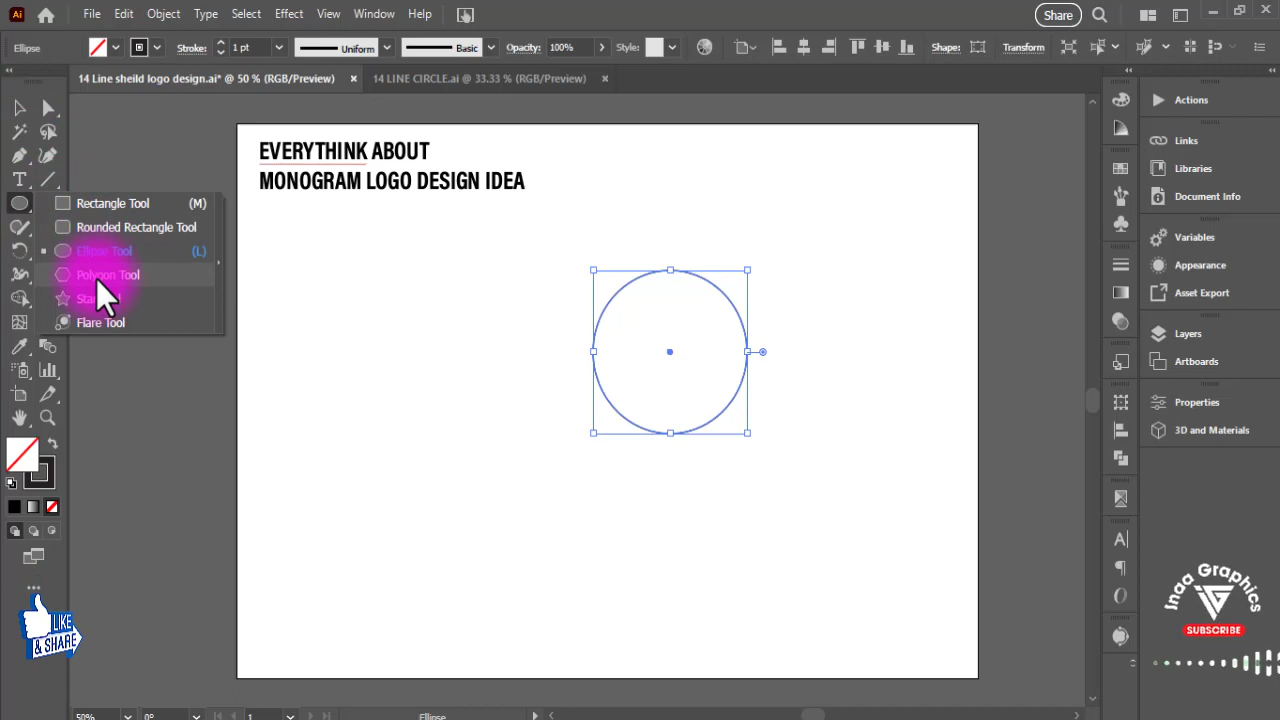 Ai
File Edit Object Type Select Effect View Window Help
Share
Ellipse
Stroke: 1 pt
Uniform
Basic
Opacity: 100%
Style:
Shape:
Transform
14 Line sheild logo design.ai* @ 50 % (RGB/Preview) ×
14 LINE CIRCLE.ai @ 33.33 % (RGB/Preview) ×
EVERYTHINK ABOUT
MONOGRAM LOGO DESIGN IDEA
Rectangle Tool (M)
Rounded Rectangle Tool
Ellipse Tool (L)
Polygon Tool
Flare Tool
Actions
Links
Libraries
Document Info
Variables
Appearance
Asset Export
Layers
Artboards
Properties
3D and Materials
LIKE
& SHARE
Jnaa Graphics
SUBSCRIBE
50%
0°
1
Ellipse